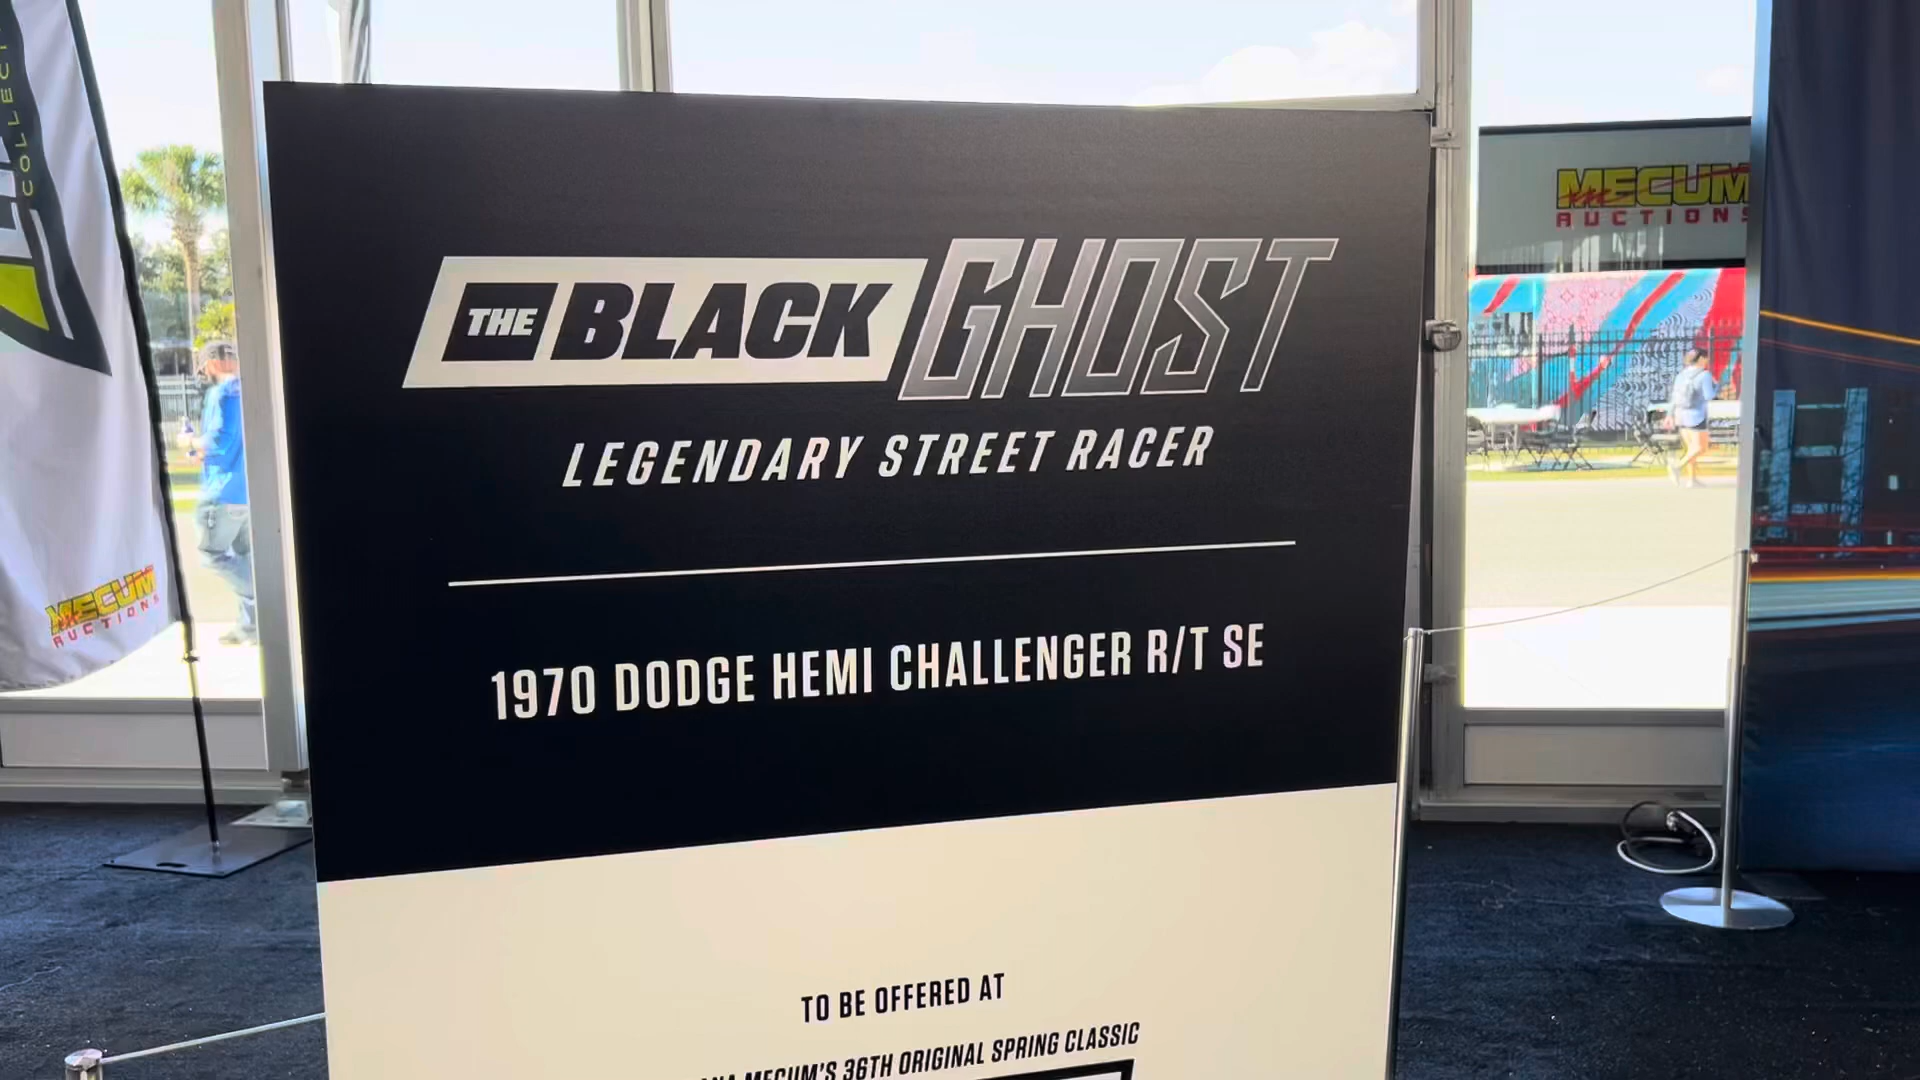 THE BLACK GHOST
LEGENDARY STREET RACER
1970 DODGE HEMI CHALLENGER R/T SE
TO BE OFFERED AT
MECUM'S 36TH ORIGINAL SPRING CLASSIC
MECUM
AUCTIONS
MECUM
AUCTIONS